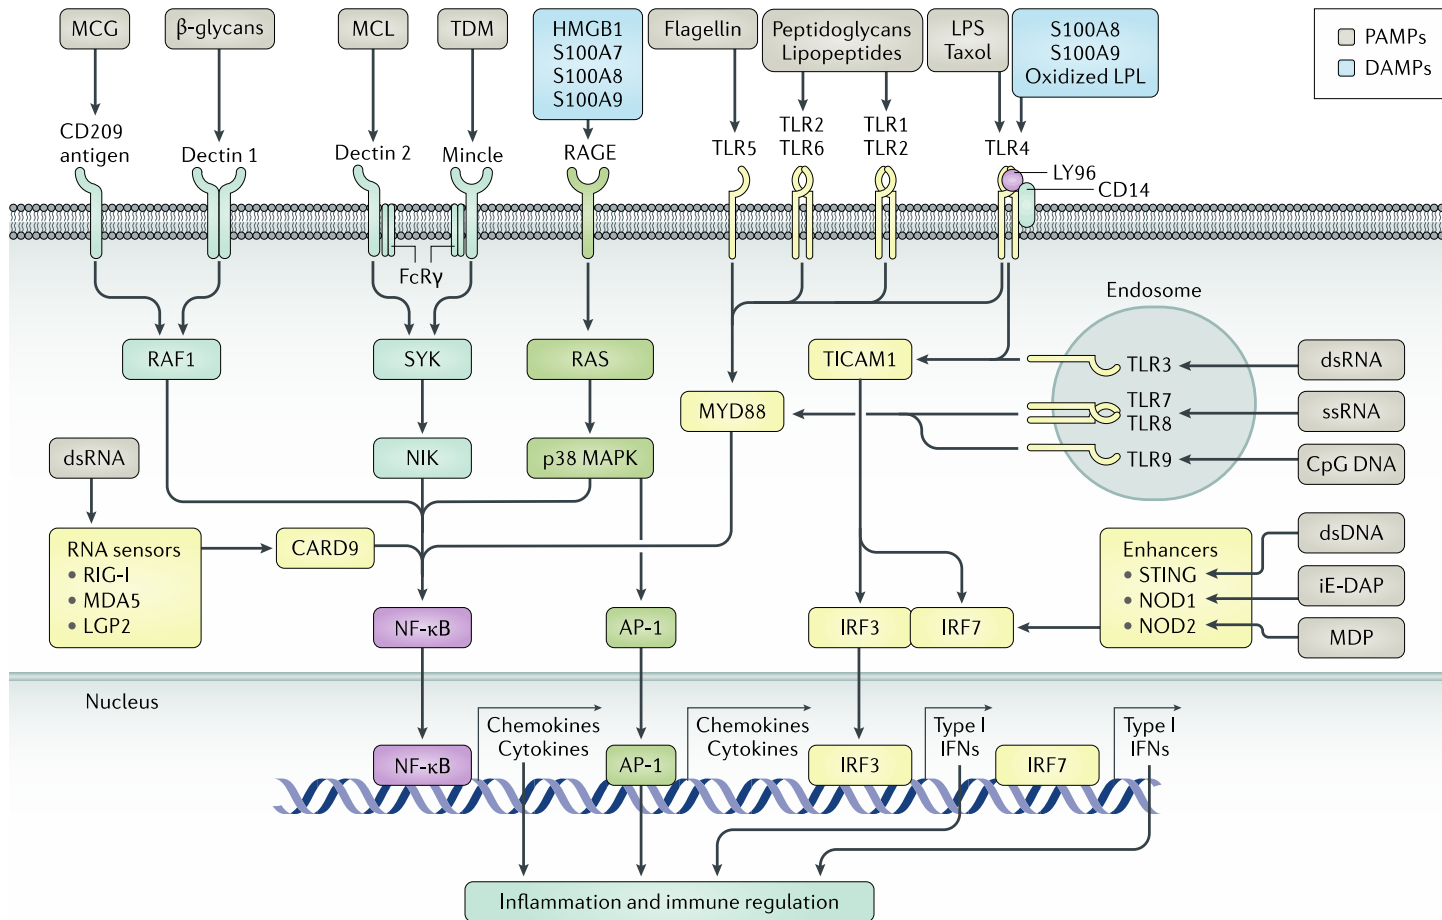 MCG
β-glycans
MCL
TDM
HMGB1
S100A7
S100A8
S100A9
Flagellin
Peptidoglycans
Lipopeptides
LPS
Taxol
S100A8
S100A9
Oxidized LPL
PAMPs
DAMPs
CD209
antigen
Dectin 1
Dectin 2
Mincle
RAGE
TLR5
TLR2
TLR6
TLR1
TLR2
TLR4
LY96
CD14
FcRγ
Endosome
RAF1
SYK
RAS
TICAM1
TLR3
dsRNA
MYD88
TLR7
TLR8
ssRNA
dsRNA
NIK
p38 MAPK
TLR9
CpG DNA
RNA sensors
• RIG-I
• MDA5
• LGP2
CARD9
Enhancers
• STING
• NOD1
• NOD2
dsDNA
iE-DAP
MDP
NF-κB
AP-1
IRF3
IRF7
Nucleus
Chemokines
Cytokines
Chemokines
Cytokines
Type I
IFNs
Type I
IFNs
NF-κB
AP-1
IRF3
IRF7
Inflammation and immune regulation